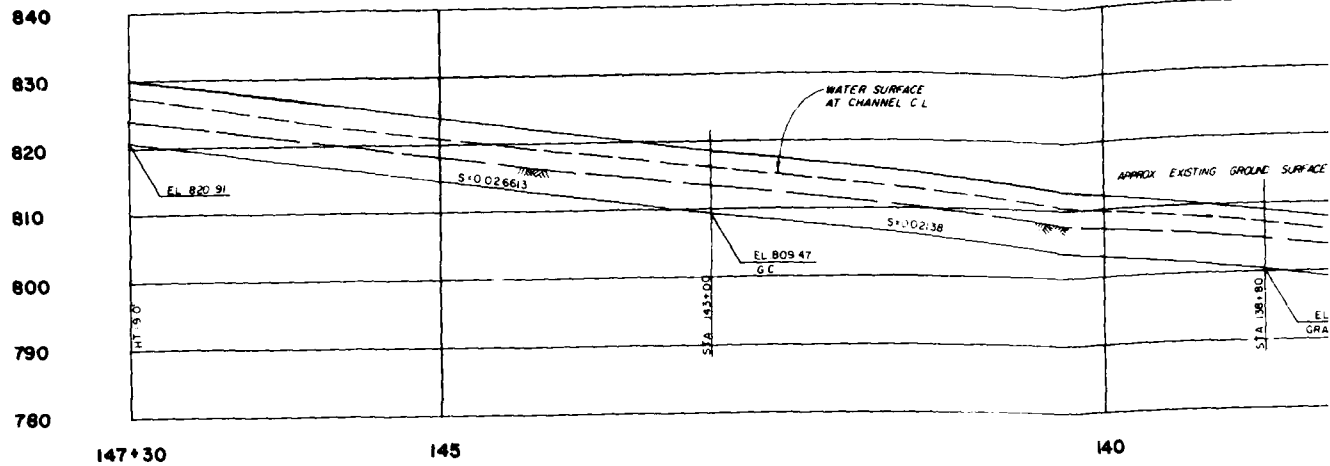 840
830
820
810
800
790
780
WATER SURFACE
AT CHANNEL C L
APPROX EXISTING GROUND SURFACE
S=0.026613
EL 820 91
S=0.02138
EL 809 47
G C
HT=9.0'
STA 143+00
STA 138+80
EL
GRA
147+30
145
140